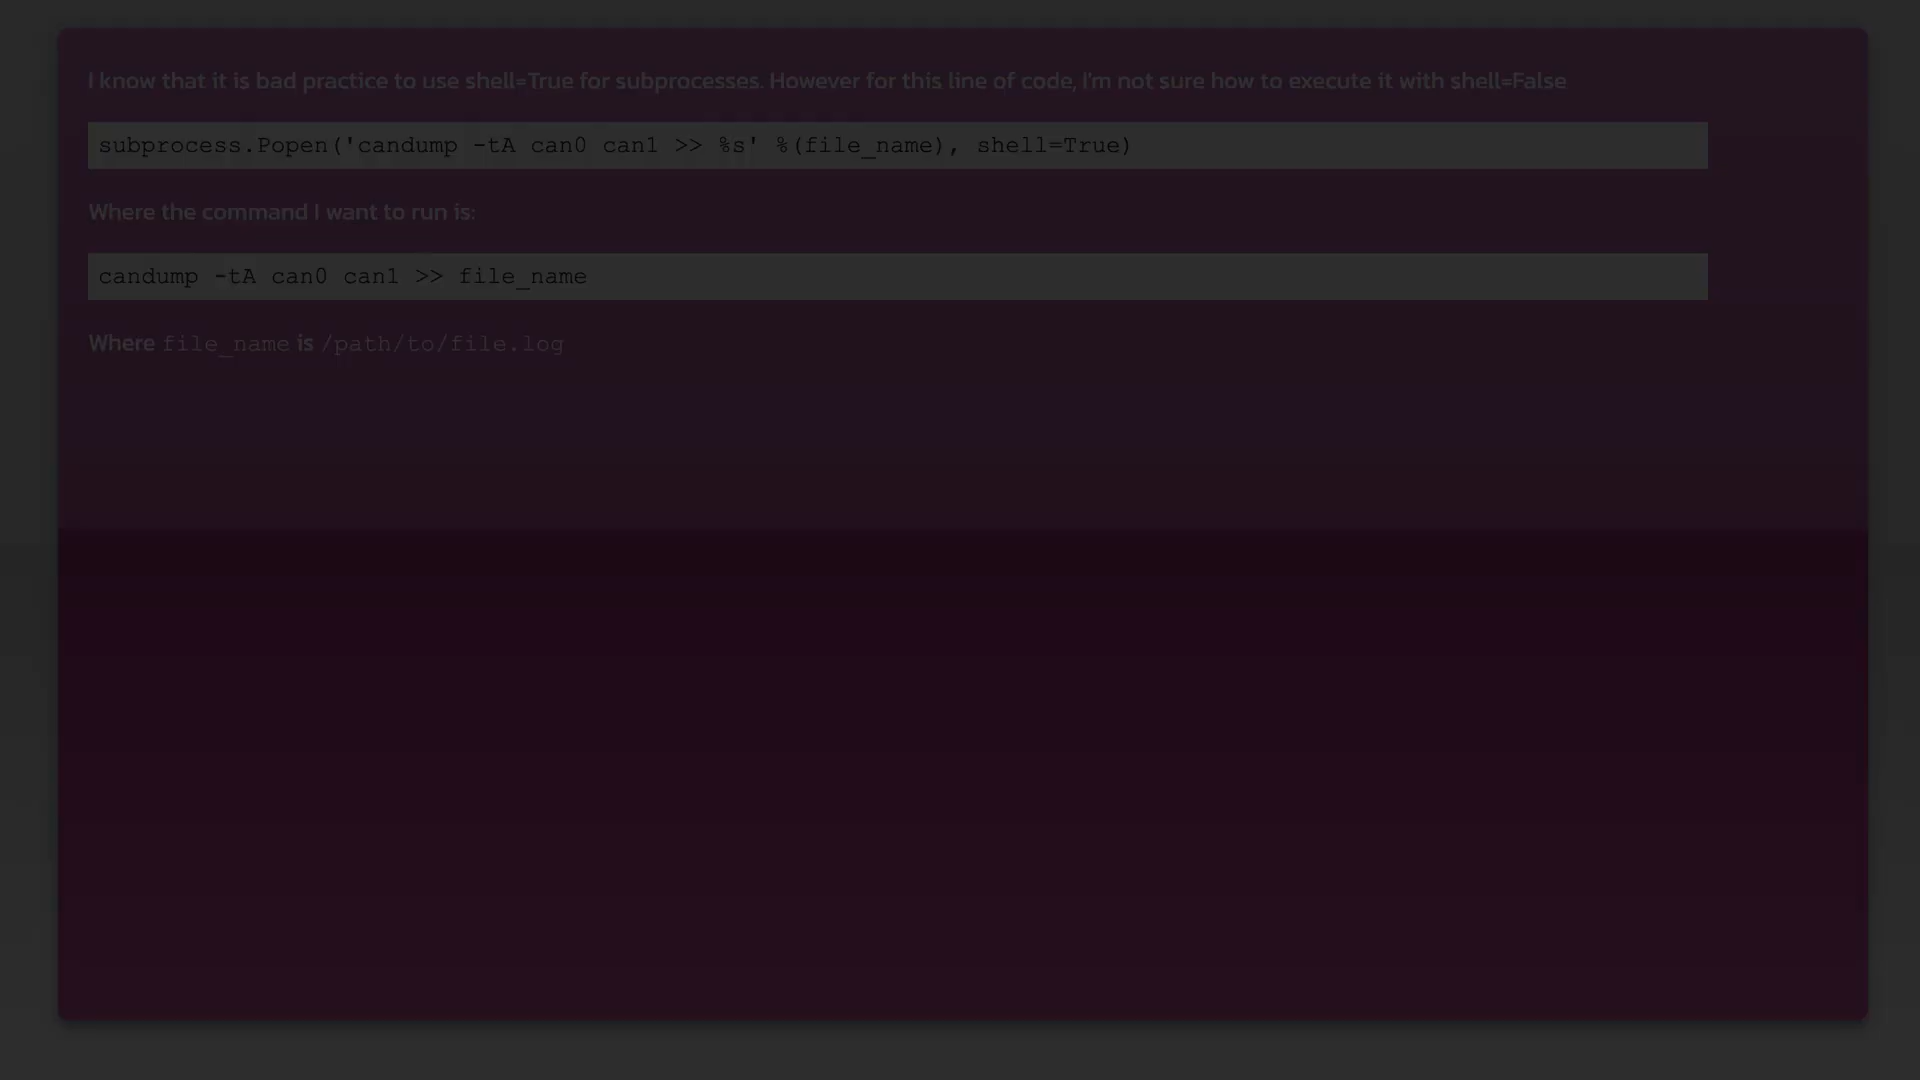 I know that it is bad practice to use shell=True for subprocesses. However for this line of code, I'm not sure how to execute it with shell=False
subprocess.Popen('candump -tA can0 can1 >> %s' %(file_name), shell=True)
Where the command I want to run is:
candump -tA can0 can1 >> file_name
Where file_name is /path/to/file.log